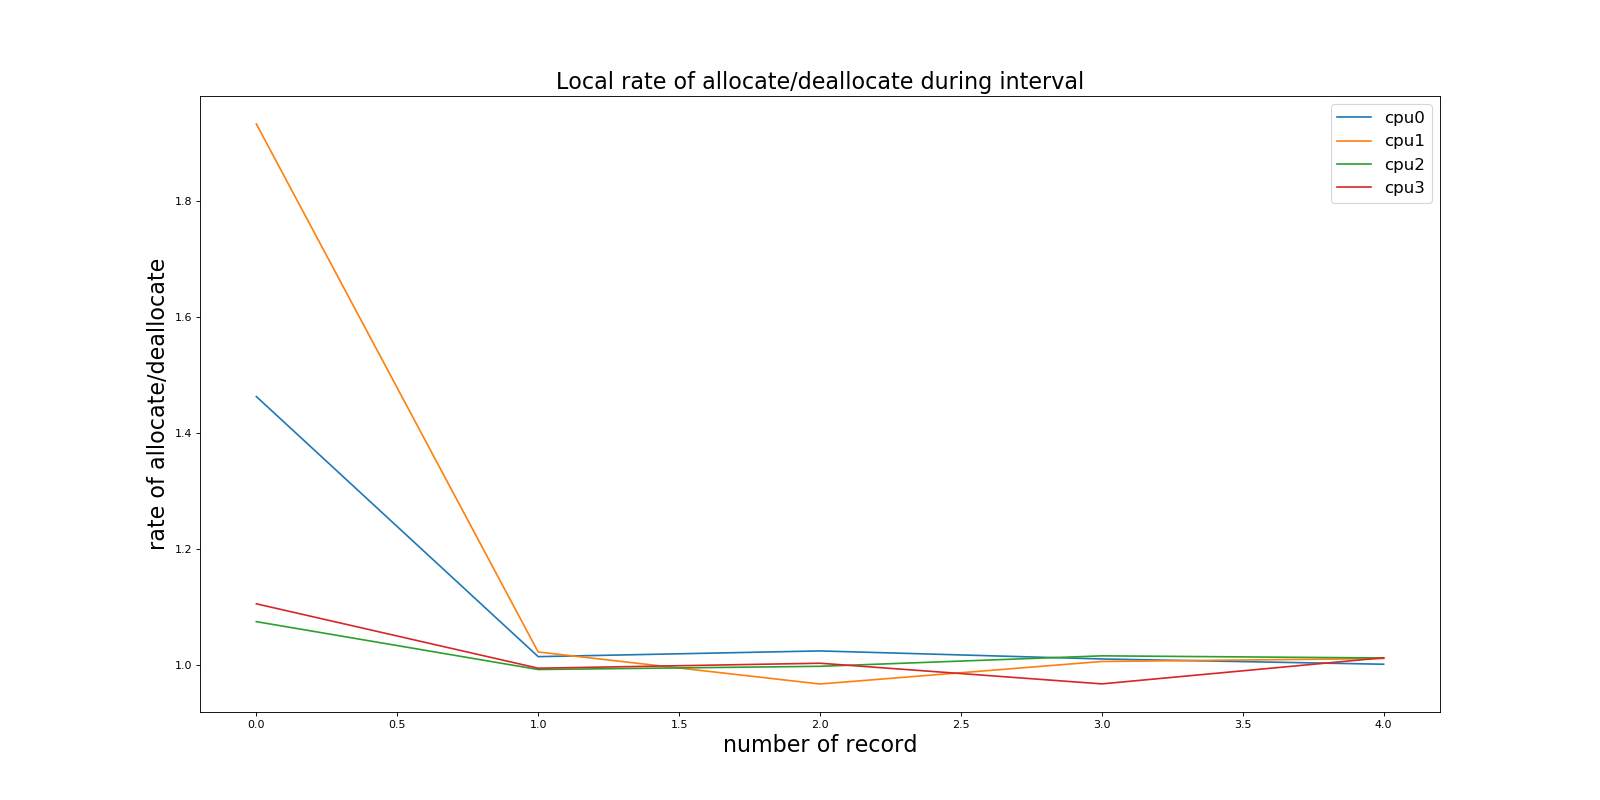 Local rate of allocate/deallocate during interval
cpu0
cpu1
cpu2
cpu3
rate of allocate/deallocate
1.8
1.6
1.4
1.2
1.0
0.0 0.5 1.0 1.5 2.0 2.5 3.0 3.5 4.0
number of record